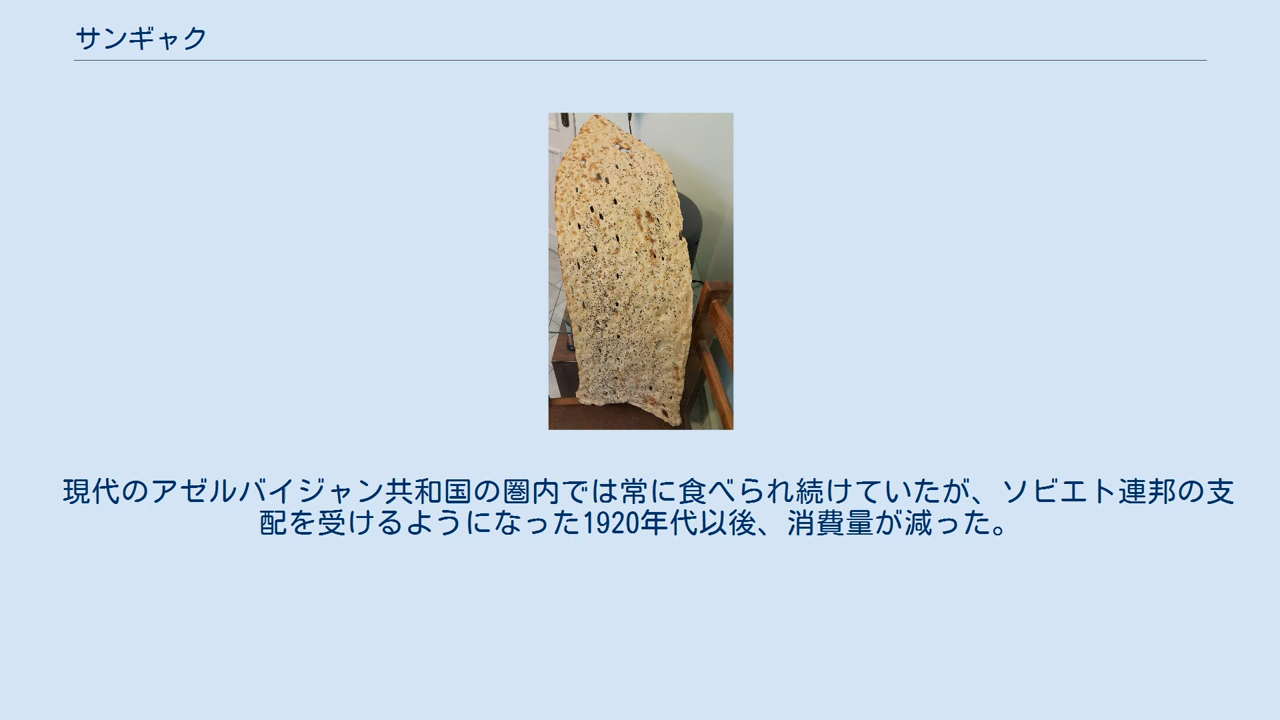 サンギャク
現代のアゼルバイジャン共和国の圏内では常に食べられ続けていたが、ソビエト連邦の支
配を受けるようになった1920年代以後、消費量が減った。